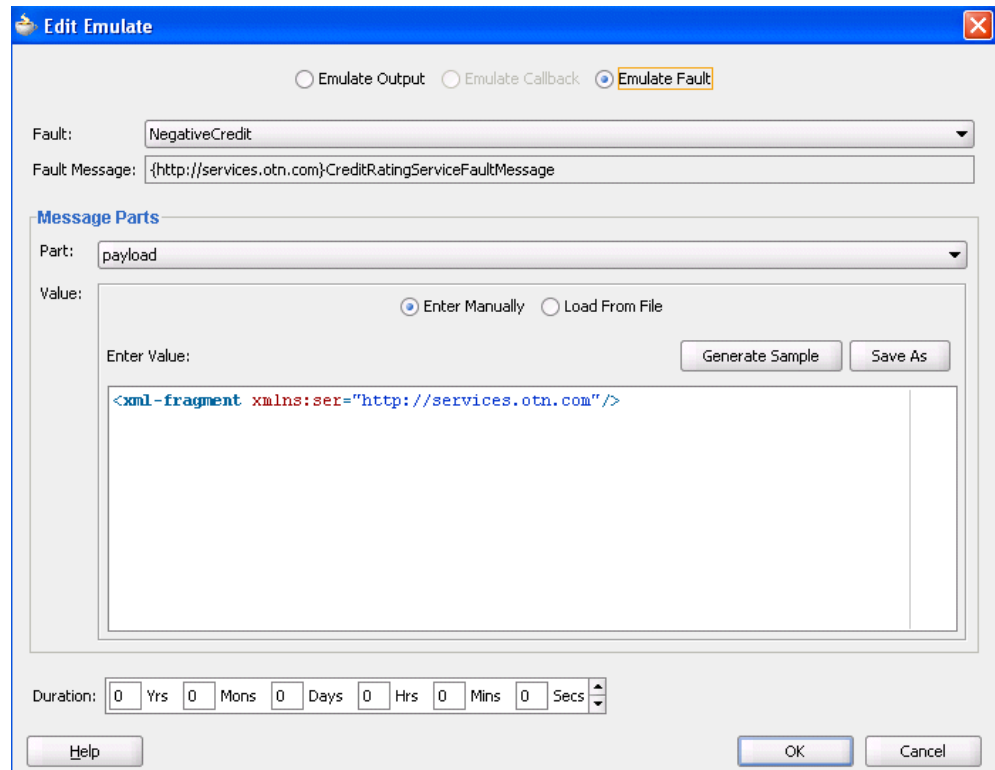 Edit Emulate
Emulate Output Emulate Callback Emulate Fault
Fault: NegativeCredit
Fault Message: {http://services.otn.com}CreditRatingServiceFaultMessage
Message Parts
Part: payload
Value: Enter Manually Load From File
Enter Value: Generate Sample Save As
<xml-fragment xmlns:ser="http://services.otn.com"/>
Duration: 0 Yrs 0 Mons 0 Days 0 Hrs 0 Mins 0 Secs
Help OK Cancel